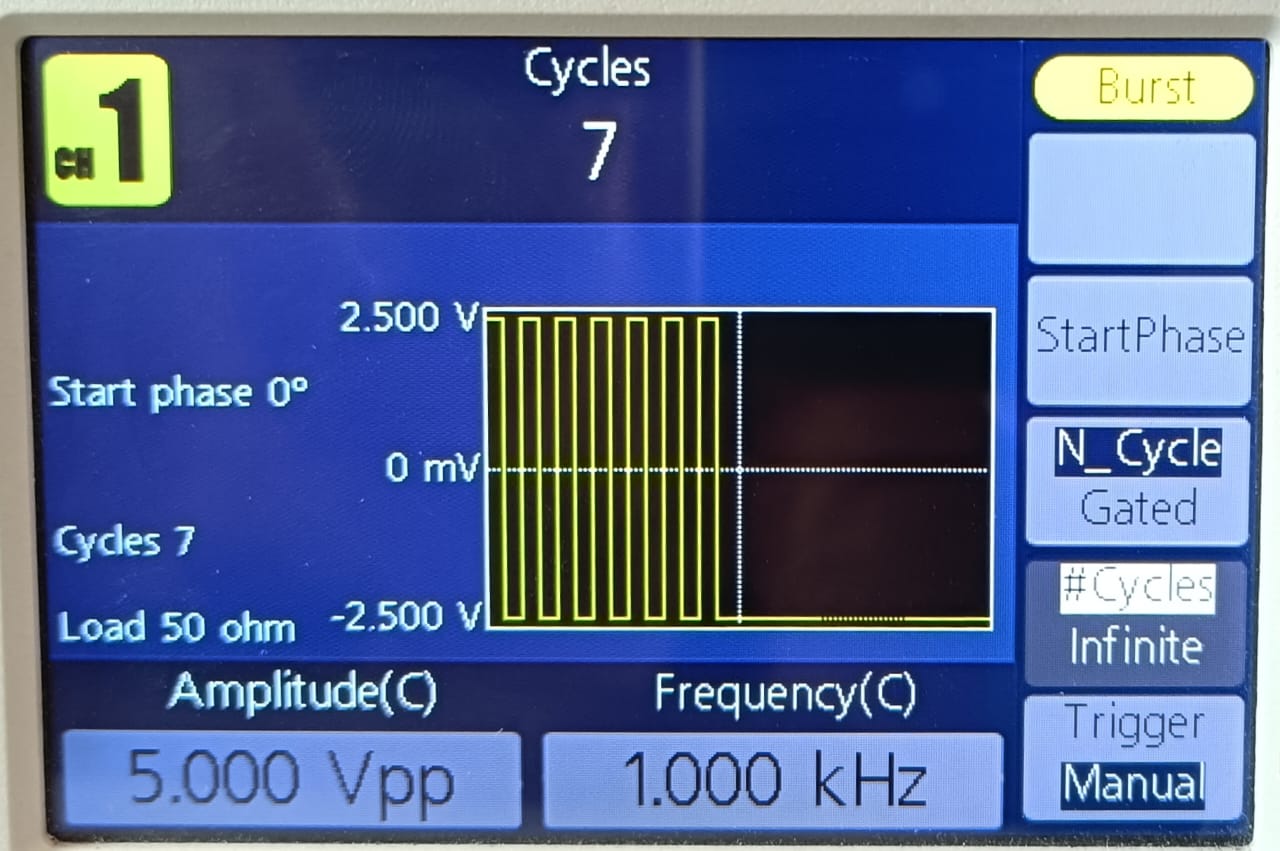 CH 1
Cycles
7
2.500 V
Start phase 0°
0 mV
Cycles 7
-2.500 V
Load 50 ohm
Amplitude(C)
Frequency(C)
5.000 Vpp
1.000 kHz
Burst
StartPhase
N_Cycle
Gated
#Cycles
Infinite
Trigger
Manual